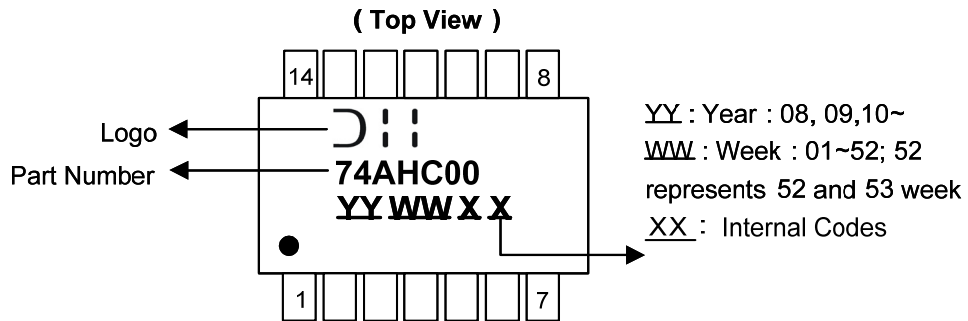 ( Top View )
14
8
Logo
Part Number
74AHC00
YY WW X X
1
7
YY : Year : 08, 09,10~
WW : Week : 01~52; 52
represents 52 and 53 week
XX : Internal Codes